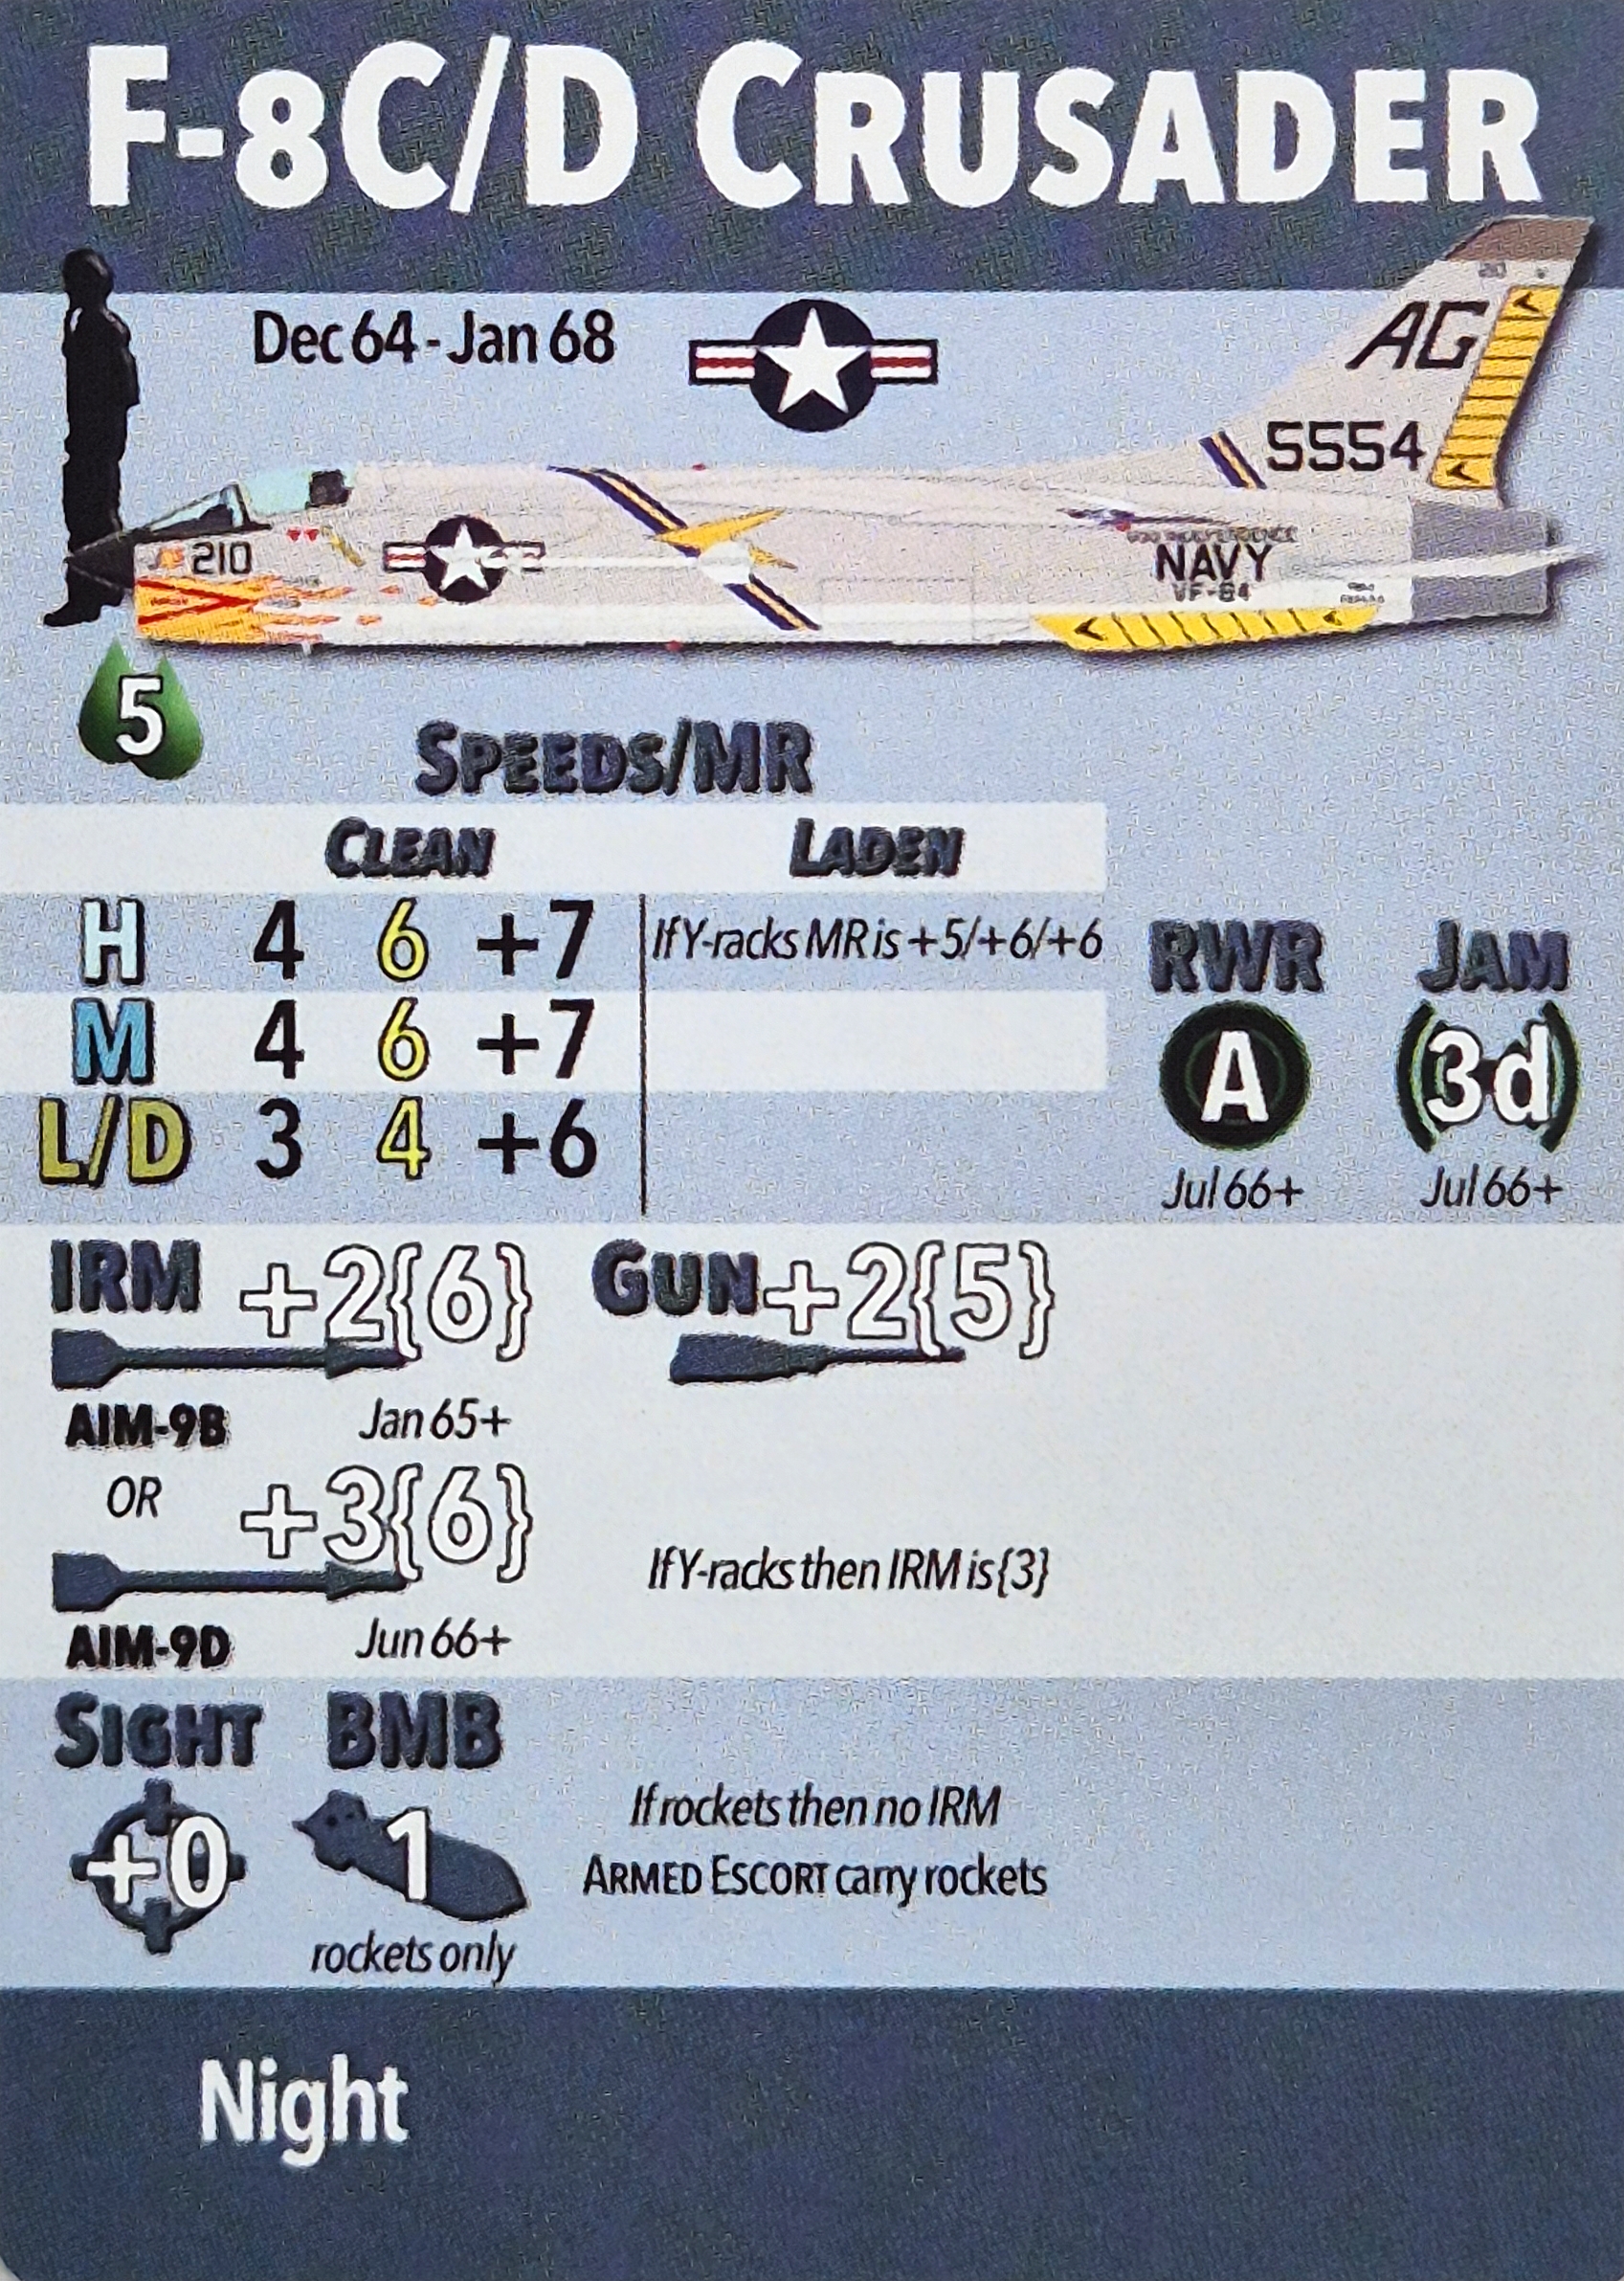 F-8C/D CRUSADER
Dec 64 - Jan 68
AG
5554
210
NAVY
VF-84
5
SPEEDS/MR
CLEAN LADEN
H 4 6 +7 If Y-racks MR is +5/+6/+6
M 4 6 +7
L/D 3 4 +6
RWR JAM
A (3d)
Jul 66+ Jul 66+
IRM +2{6} GUN +2{5}
AIM-9B Jan 65+
OR +3{6}
If Y-racks then IRM is {3}
AIM-9D Jun 66+
SIGHT BMB
+0 1
If rockets then no IRM
ARMED ESCORT carry rockets
rockets only
Night